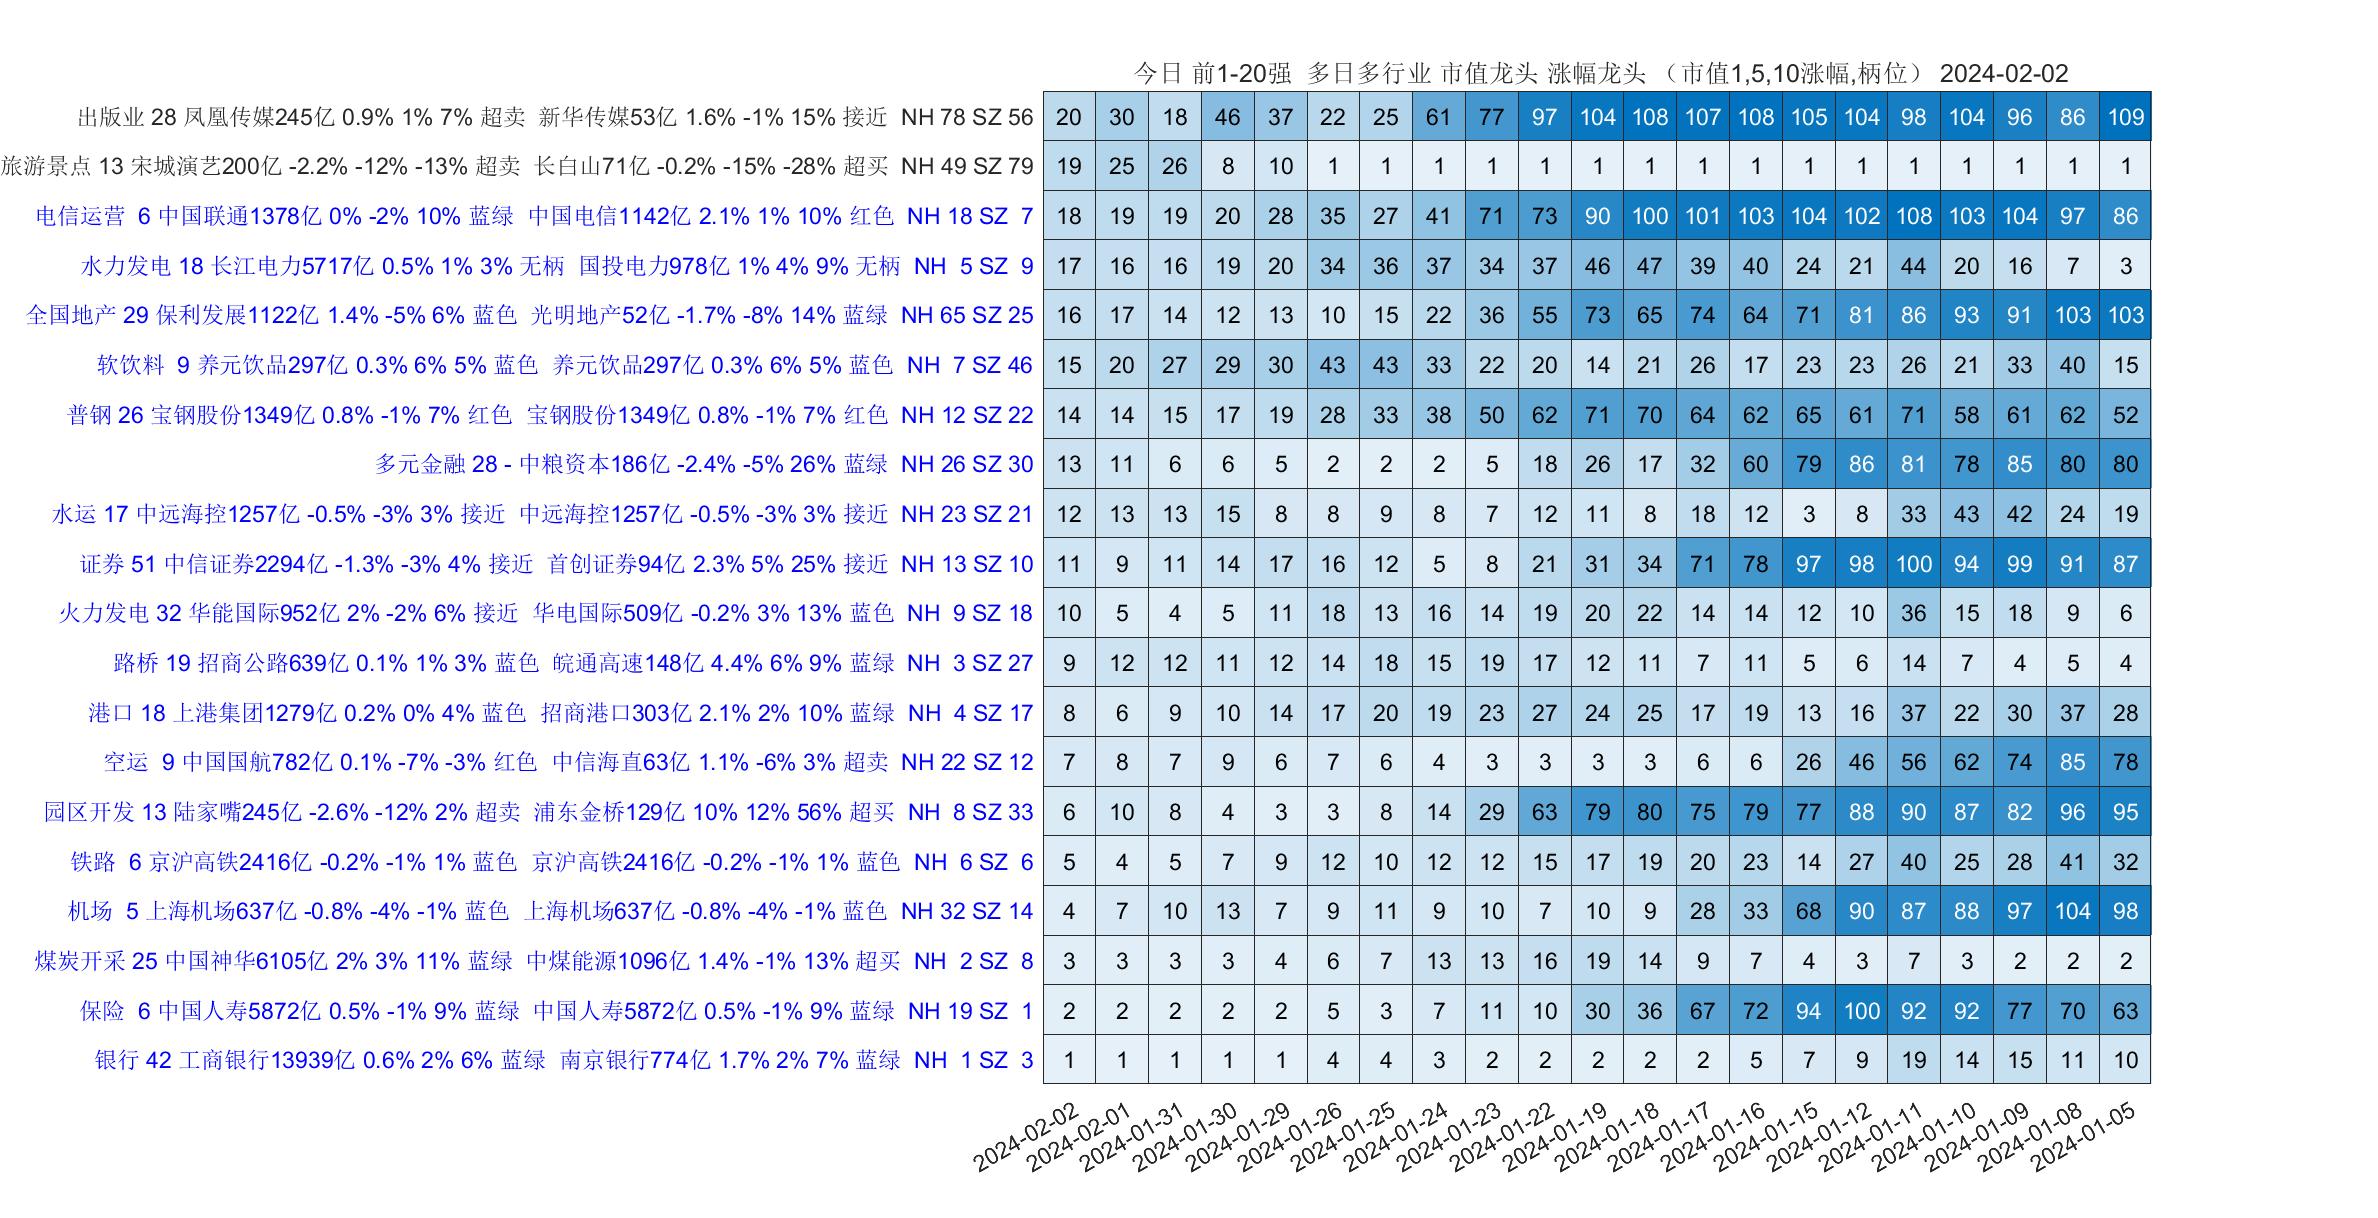 今日 前1-20强 多日多行业 市值龙头 涨幅龙头 （市值1,5,10涨幅,柄位） 2024-02-02
出版业 28 凤凰传媒245亿 0.9% 1% 7% 超卖 新华传媒53亿 1.6% -1% 15% 接近 NH 78 SZ 56 20 30 18 46 37 22 25 61 77 97 104 108 107 108 105 104 98 104 96 86 109
旅游景点 13 宋城演艺200亿 -2.2% -12% -13% 超卖 长白山71亿 -0.2% -15% -28% 超买 NH 49 SZ 79 19 25 26 8 10 1 1 1 1 1 1 1 1 1 1 1 1 1 1 1 1
电信运营 6 中国联通1378亿 0% -2% 10% 蓝绿 中国电信1142亿 2.1% 1% 10% 红色 NH 18 SZ 7 18 19 19 20 28 35 27 41 71 73 90 100 101 103 104 102 108 103 104 97 86
水力发电 18 长江电力5717亿 0.5% 1% 3% 无柄 国投电力978亿 1% 4% 9% 无柄 NH 5 SZ 9 17 16 16 19 20 34 36 37 34 37 46 47 39 40 24 21 44 20 16 7 3
全国地产 29 保利发展1122亿 1.4% -5% 6% 蓝色 光明地产52亿 -1.7% -8% 14% 蓝绿 NH 65 SZ 25 16 17 14 12 13 10 15 22 36 55 73 65 74 64 71 81 86 93 91 103 103
软饮料 9 养元饮品297亿 0.3% 6% 5% 蓝色 养元饮品297亿 0.3% 6% 5% 蓝色 NH 7 SZ 46 15 20 27 29 30 43 43 33 22 20 14 21 26 17 23 23 26 21 33 40 15
普钢 26 宝钢股份1349亿 0.8% -1% 7% 红色 宝钢股份1349亿 0.8% -1% 7% 红色 NH 12 SZ 22 14 14 15 17 19 28 33 38 50 62 71 70 64 62 65 61 71 58 61 62 52
多元金融 28 - 中粮资本186亿 -2.4% -5% 26% 蓝绿 NH 26 SZ 30 13 11 6 6 5 2 2 2 5 18 26 17 32 60 79 86 81 78 85 80 80
水运 17 中远海控1257亿 -0.5% -3% 3% 接近 中远海控1257亿 -0.5% -3% 3% 接近 NH 23 SZ 21 12 13 13 15 8 8 9 8 7 12 11 8 18 12 3 8 33 43 42 24 19
证券 51 中信证券2294亿 -1.3% -3% 4% 接近 首创证券94亿 2.3% 5% 25% 接近 NH 13 SZ 10 11 9 11 14 17 16 12 5 8 21 31 34 71 78 97 98 100 94 99 91 87
火力发电 32 华能国际952亿 2% -2% 6% 接近 华电国际509亿 -0.2% 3% 13% 蓝色 NH 9 SZ 18 10 5 4 5 11 18 13 16 14 19 20 22 14 14 12 10 36 15 18 9 6
路桥 19 招商公路639亿 0.1% 1% 3% 蓝色 皖通高速148亿 4.4% 6% 9% 蓝绿 NH 3 SZ 27 9 12 12 11 12 14 18 15 19 17 12 11 7 11 5 6 14 7 4 5 4
港口 18 上港集团1279亿 0.2% 0% 4% 蓝色 招商港口303亿 2.1% 2% 10% 蓝绿 NH 4 SZ 17 8 6 9 10 14 17 20 19 23 27 24 25 17 19 13 16 37 22 30 37 28
空运 9 中国国航782亿 0.1% -7% -3% 红色 中信海直63亿 1.1% -6% 3% 超卖 NH 22 SZ 12 7 8 7 9 6 7 6 4 3 3 3 3 6 6 26 46 56 62 74 85 78
园区开发 13 陆家嘴245亿 -2.6% -12% 2% 超卖 浦东金桥129亿 10% 12% 56% 超买 NH 8 SZ 33 6 10 8 4 3 3 8 14 29 63 79 80 75 79 77 88 90 87 82 96 95
铁路 6 京沪高铁2416亿 -0.2% -1% 1% 蓝色 京沪高铁2416亿 -0.2% -1% 1% 蓝色 NH 6 SZ 6 5 4 5 7 9 12 10 12 12 15 17 19 20 23 14 27 40 25 28 41 32
机场 5 上海机场637亿 -0.8% -4% -1% 蓝色 上海机场637亿 -0.8% -4% -1% 蓝色 NH 32 SZ 14 4 7 10 13 7 9 11 9 10 7 10 9 28 33 68 90 87 88 97 104 98
煤炭开采 25 中国神华6105亿 2% 3% 11% 蓝绿 中煤能源1096亿 1.4% -1% 13% 超买 NH 2 SZ 8 3 3 3 3 4 6 7 13 13 16 19 14 9 7 4 3 7 3 2 2 2
保险 6 中国人寿5872亿 0.5% -1% 9% 蓝绿 中国人寿5872亿 0.5% -1% 9% 蓝绿 NH 19 SZ 1 2 2 2 2 2 5 3 7 11 10 30 36 67 72 94 100 92 92 77 70 63
银行 42 工商银行13939亿 0.6% 2% 6% 蓝绿 南京银行774亿 1.7% 2% 7% 蓝绿 NH 1 SZ 3 1 1 1 1 1 4 4 3 2 2 2 2 2 5 7 9 19 14 15 11 10
2024-02-02 2024-02-01 2024-01-31 2024-01-30 2024-01-29 2024-01-26 2024-01-25 2024-01-24 2024-01-23 2024-01-22 2024-01-19 2024-01-18 2024-01-17 2024-01-16 2024-01-15 2024-01-12 2024-01-11 2024-01-10 2024-01-09 2024-01-08 2024-01-05